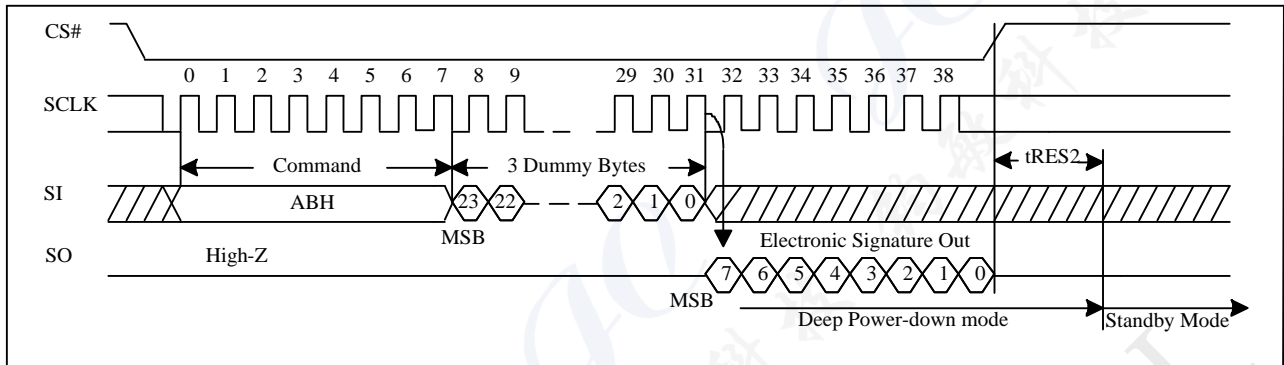 CS#
0 1 2 3 4 5 6 7 8 9 29 30 31 32 33 34 35 36 37 38
SCLK
Command 3 Dummy Bytes tRES2
SI ABH 23 22 2 1 0
MSB
SO High-Z Electronic Signature Out
7 6 5 4 3 2 1 0
MSB
Deep Power-down mode Standby Mode